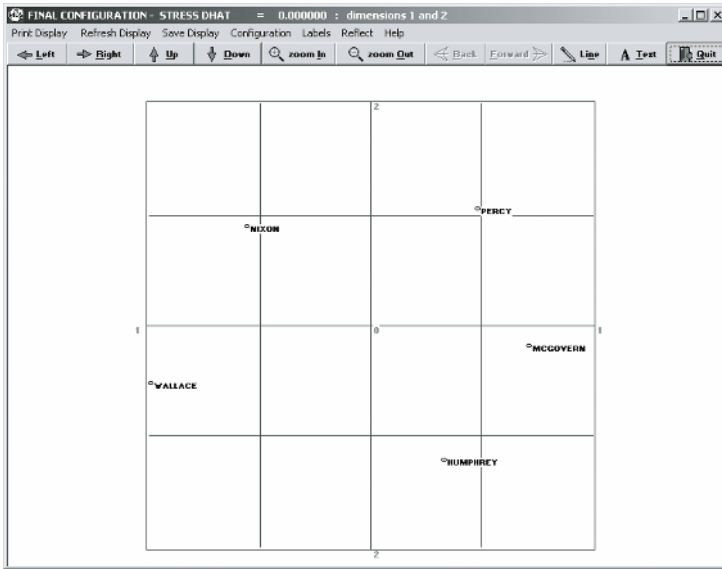 FINAL CONFIGURATION - STRESS DHAT = 0.000000 : dimensions 1 and 2
Print Display Refresh Display Save Display Configuration Labels Reflect Help
Left Right Up Down zoom In zoom Out Back Forward Line A Text Quit
2
PERCY
NIXON
1 0 1
MCGOVERN
WALLACE
HUMPHREY
2